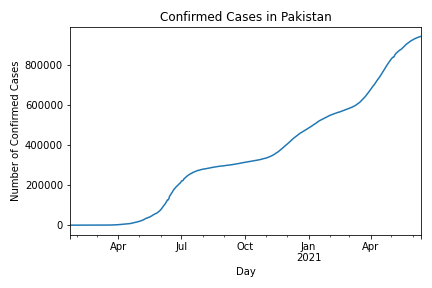 Confirmed Cases in Pakistan
Number of Confirmed Cases
800000
600000
400000
200000
0
Apr Jul Oct Jan Apr
2021
Day